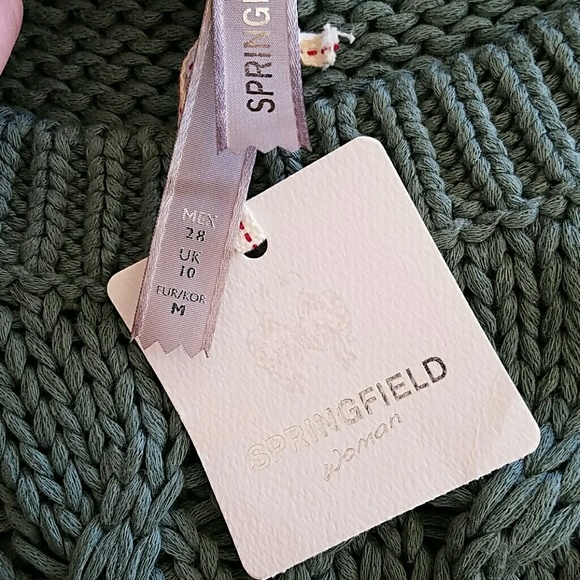 SPRINGF
MEX
28
UK
10
EUR/KOR
M
SPRINGFIELD
Woman